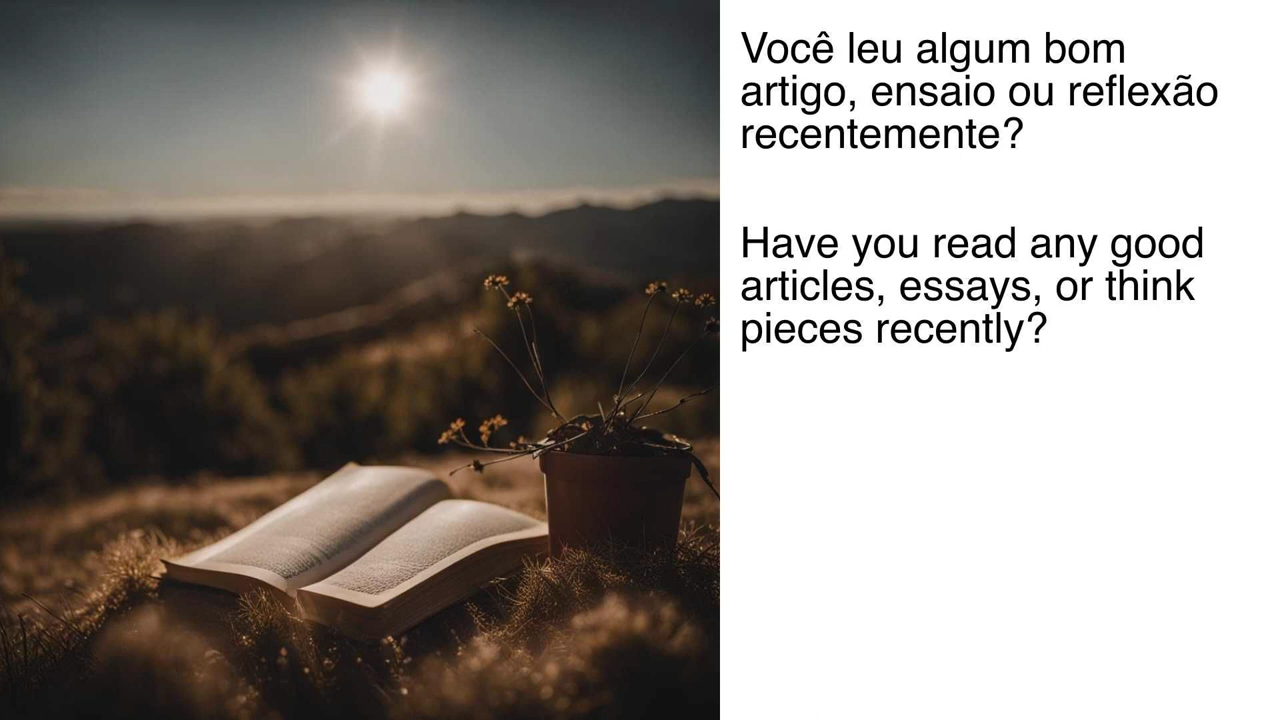 Você leu algum bom
artigo, ensaio ou reflexão
recentemente?
Have you read any good
articles, essays, or think
pieces recently?